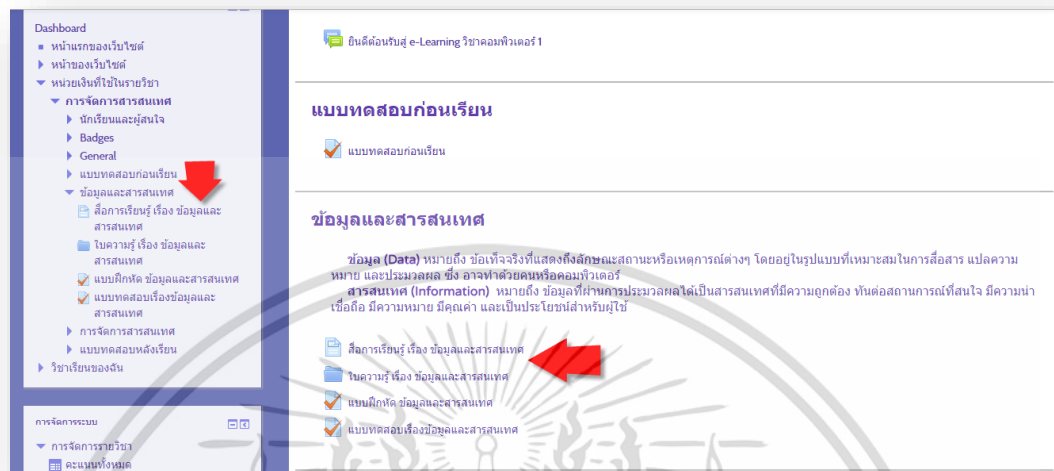 Dashboard
หน้าแรกของเว็บไซต์
หน้าของเว็บไซต์
หน่วยเงินที่ใช้ในรายวิชา
การจัดการสารสนเทศ
นักเรียนและผู้สนใจ
Badges
General
แบบทดสอบก่อนเรียน
ข้อมูลและสารสนเทศ
สื่อการเรียนรู้ เรื่อง ข้อมูลและ
สารสนเทศ
ใบความรู้ เรื่อง ข้อมูลและ
สารสนเทศ
แบบฝึกหัด ข้อมูลและสารสนเทศ
แบบทดสอบเรื่องข้อมูลและ
สารสนเทศ
การจัดการสารสนเทศ
แบบทดสอบหลังเรียน
วิชาเรียนของฉัน
การจัดการระบบ
การจัดการรายวิชา
คะแนนทั้งหมด
ยินดีต้อนรับสู่ e-Learning วิชาคอมพิวเตอร์ 1
แบบทดสอบก่อนเรียน
แบบทดสอบก่อนเรียน
ข้อมูลและสารสนเทศ
ข้อมูล (Data) หมายถึง ข้อเท็จจริงที่แสดงถึงลักษณะสถานะหรือเหตุการณ์ต่างๆ โดยอยู่ในรูปแบบที่เหมาะสมในการสื่อสาร แปลความ
หมาย และประมวลผล ซึ่ง อาจทำด้วยคนหรือคอมพิวเตอร์
สารสนเทศ (Information) หมายถึง ข้อมูลที่ผ่านการประมวลผลได้เป็นสารสนเทศที่มีความถูกต้อง ทันต่อสถานการณ์ที่สนใจ มีความน่า
เชื่อถือ มีความหมาย มีคุณค่า และเป็นประโยชน์สำหรับผู้ใช้
สื่อการเรียนรู้ เรื่อง ข้อมูลและสารสนเทศ
ใบความรู้ เรื่อง ข้อมูลและสารสนเทศ
แบบฝึกหัด ข้อมูลและสารสนเทศ
แบบทดสอบเรื่องข้อมูลและสารสนเทศ